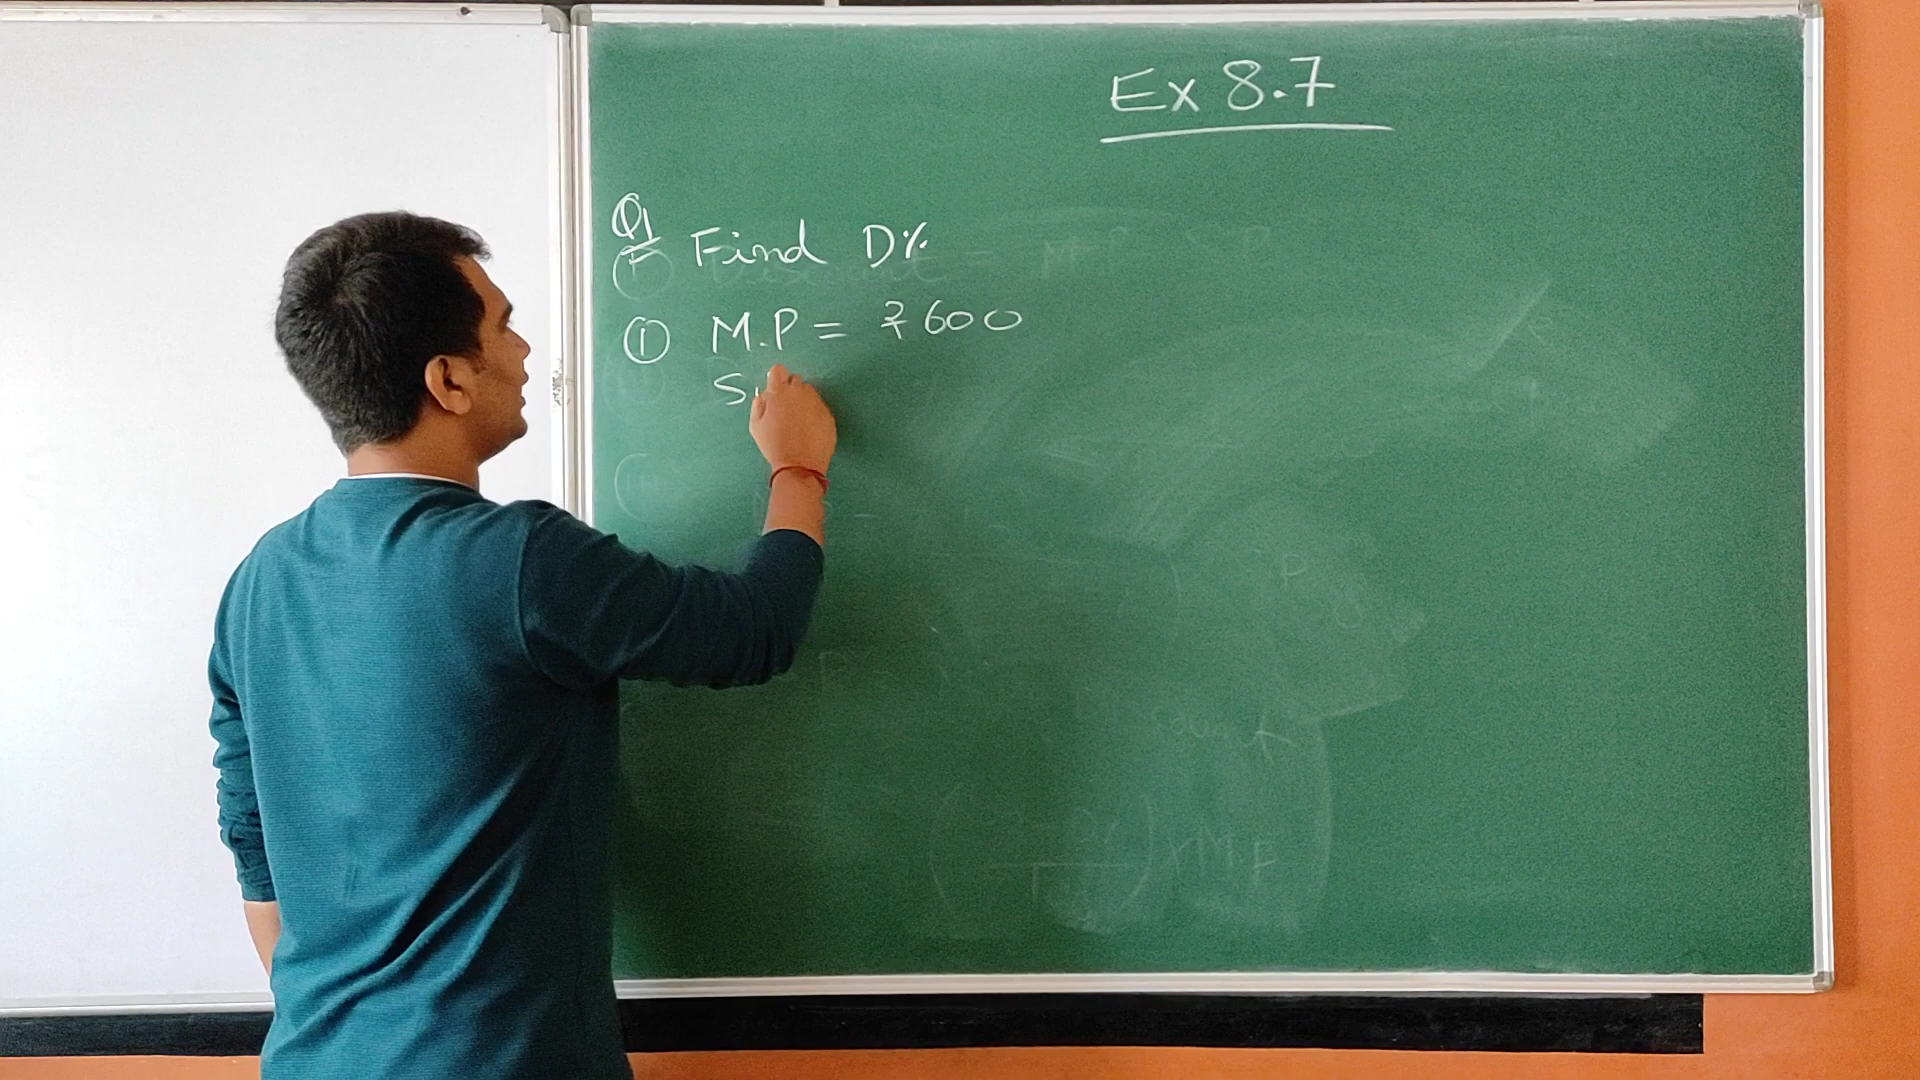 Ex 8.7
Q1 Find D%
① M.P = ₹600
S.